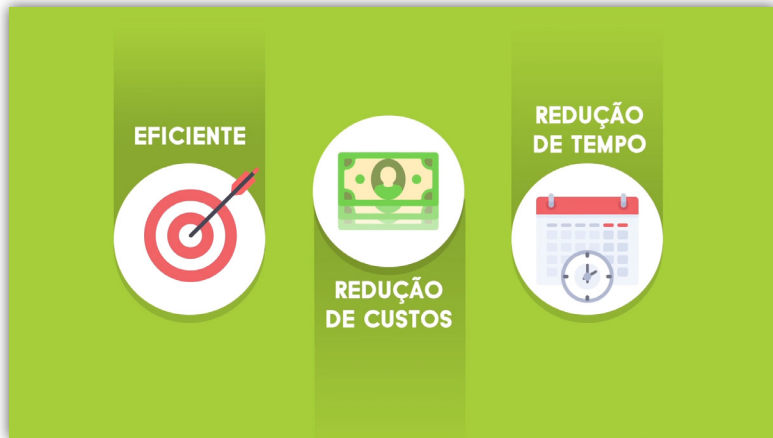 EFICIENTE
REDUÇÃO
DE CUSTOS
REDUÇÃO
DE TEMPO